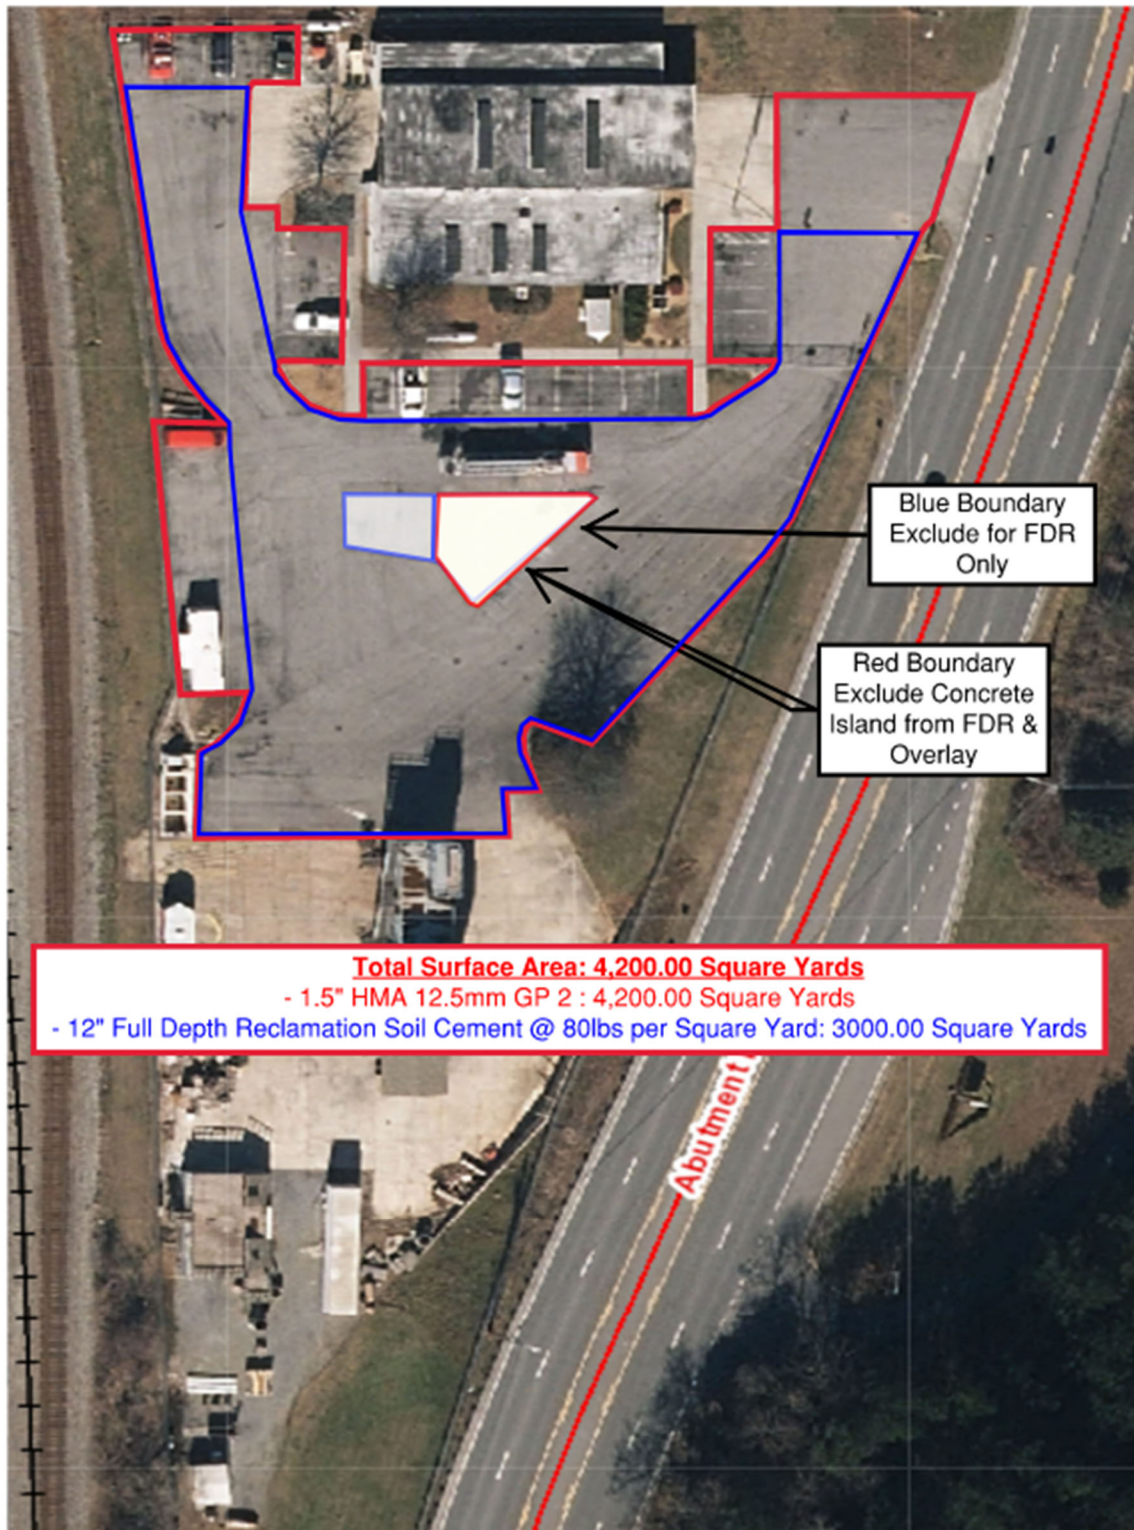 Blue Boundary
Exclude for FDR
Only
Red Boundary
Exclude Concrete
Island from FDR &
Overlay
Total Surface Area: 4,200.00 Square Yards
- 1.5" HMA 12.5mm GP 2 : 4,200.00 Square Yards
- 12" Full Depth Reclamation Soil Cement @ 80lbs per Square Yard: 3000.00 Square Yards
Abutment